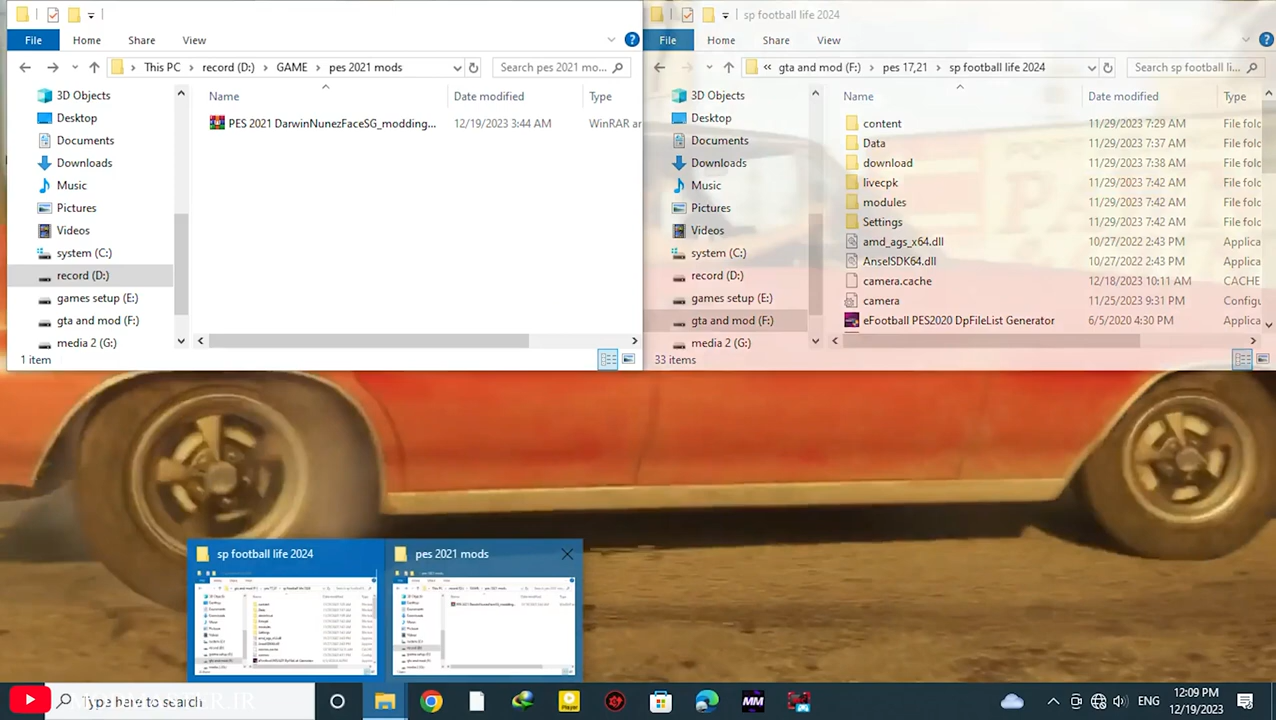 sp football life 2024
File Home Share View
File Home Share View
This PC record (D:) GAME pes 2021 mods
Search pes 2021 mo...
« gta and mod (F:) pes 17,21 sp football life 2024
Search sp football li...
3D Objects
Desktop
Documents
Downloads
Music
Pictures
Videos
system (C:)
record (D:)
games setup (E:)
gta and mod (F:)
media 2 (G:)
Name Date modified Type
PES 2021 DarwinNunezFaceSG_modding... 12/19/2023 3:44 AM WinRAR ar
1 item
3D Objects
Desktop
Documents
Downloads
Music
Pictures
Videos
system (C:)
record (D:)
games setup (E:)
gta and mod (F:)
media 2 (G:)
Name Date modified Type
content 11/29/2023 7:29 AM File fold
Data 11/29/2023 7:37 AM File fold
download 11/29/2023 7:38 AM File fold
livecpk 11/29/2023 7:42 AM File fold
modules 11/29/2023 7:42 AM File fold
Settings 11/29/2023 7:42 AM File fold
amd_ags_x64.dll 10/27/2022 2:43 PM Applica
AnselSDK64.dll 10/27/2022 2:43 PM Applica
camera.cache 12/18/2023 10:11 AM CACHE
camera 11/25/2023 9:31 PM Configu
eFootball PES2020 DpFileList Generator 6/5/2020 4:30 PM Applica
33 items
sp football life 2024
pes 2021 mods
Type here to search
ENG
12:09 PM
12/19/2023